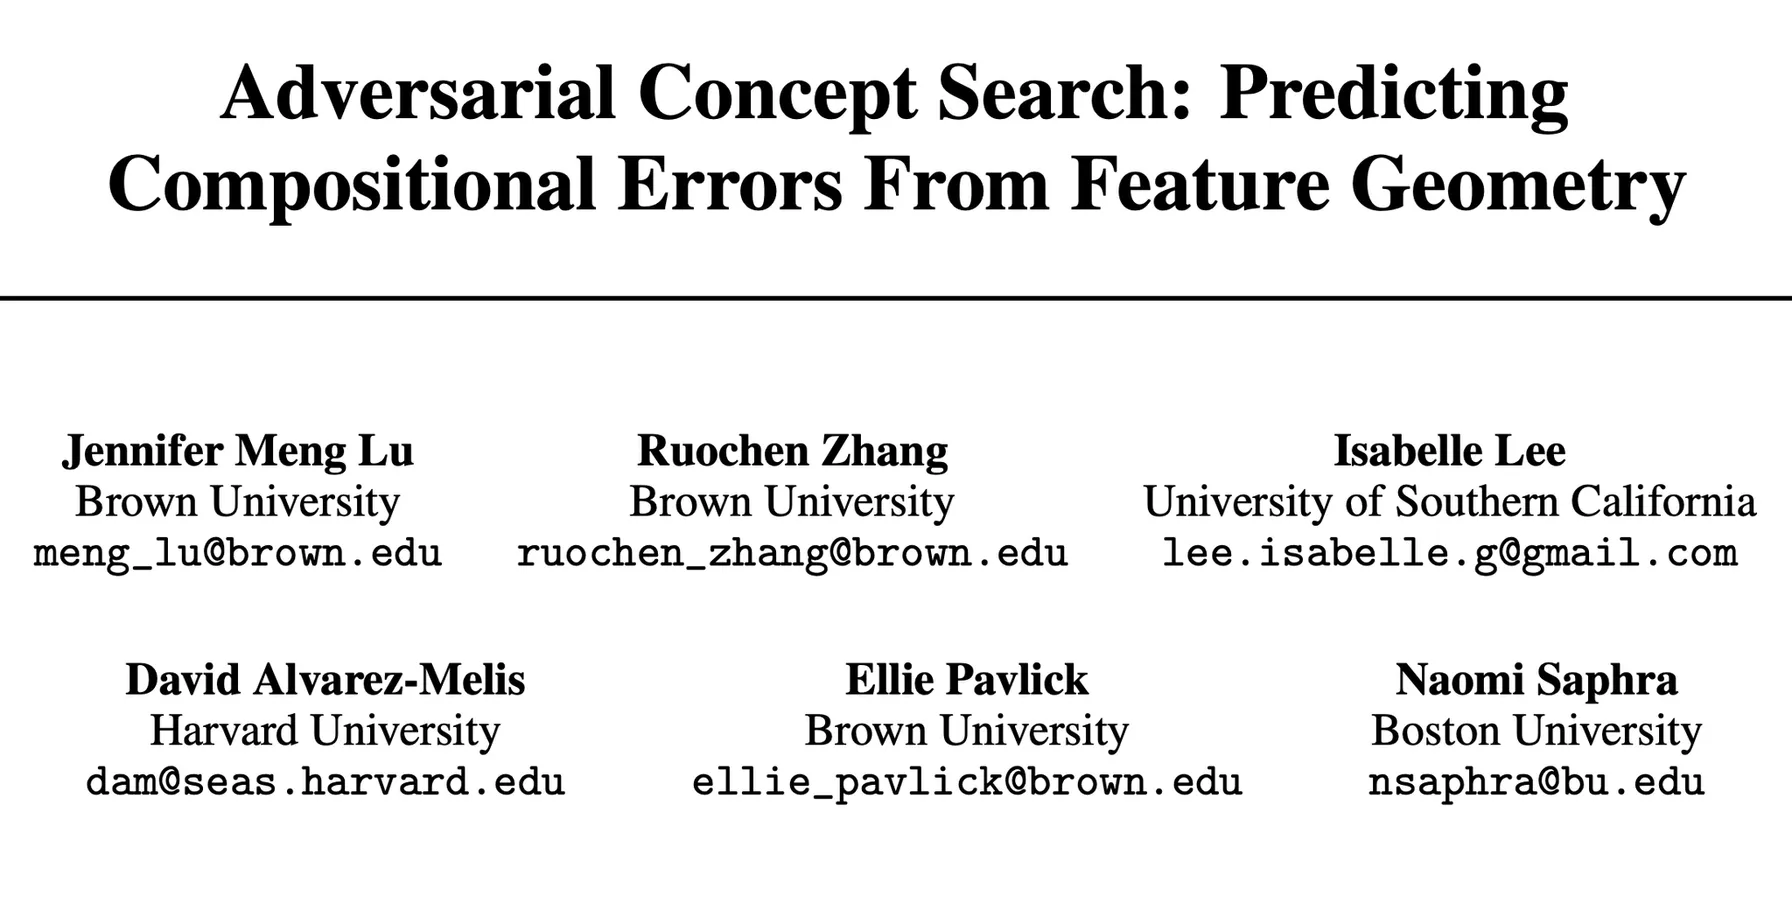 Adversarial Concept Search: Predicting
Compositional Errors From Feature Geometry
Jennifer Meng Lu
Brown University
meng_lu@brown.edu
Ruochen Zhang
Brown University
ruochen_zhang@brown.edu
Isabelle Lee
University of Southern California
lee.isabelle.g@gmail.com
David Alvarez-Melis
Harvard University
dam@seas.harvard.edu
Ellie Pavlick
Brown University
ellie_pavlick@brown.edu
Naomi Saphra
Boston University
nsaphra@bu.edu